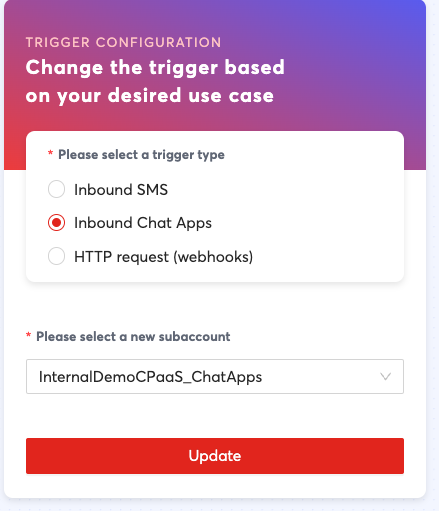 TRIGGER CONFIGURATION
Change the trigger based
on your desired use case
* Please select a trigger type
Inbound SMS
Inbound Chat Apps
HTTP request (webhooks)
* Please select a new subaccount
InternalDemoCPaaS_ChatApps
Update